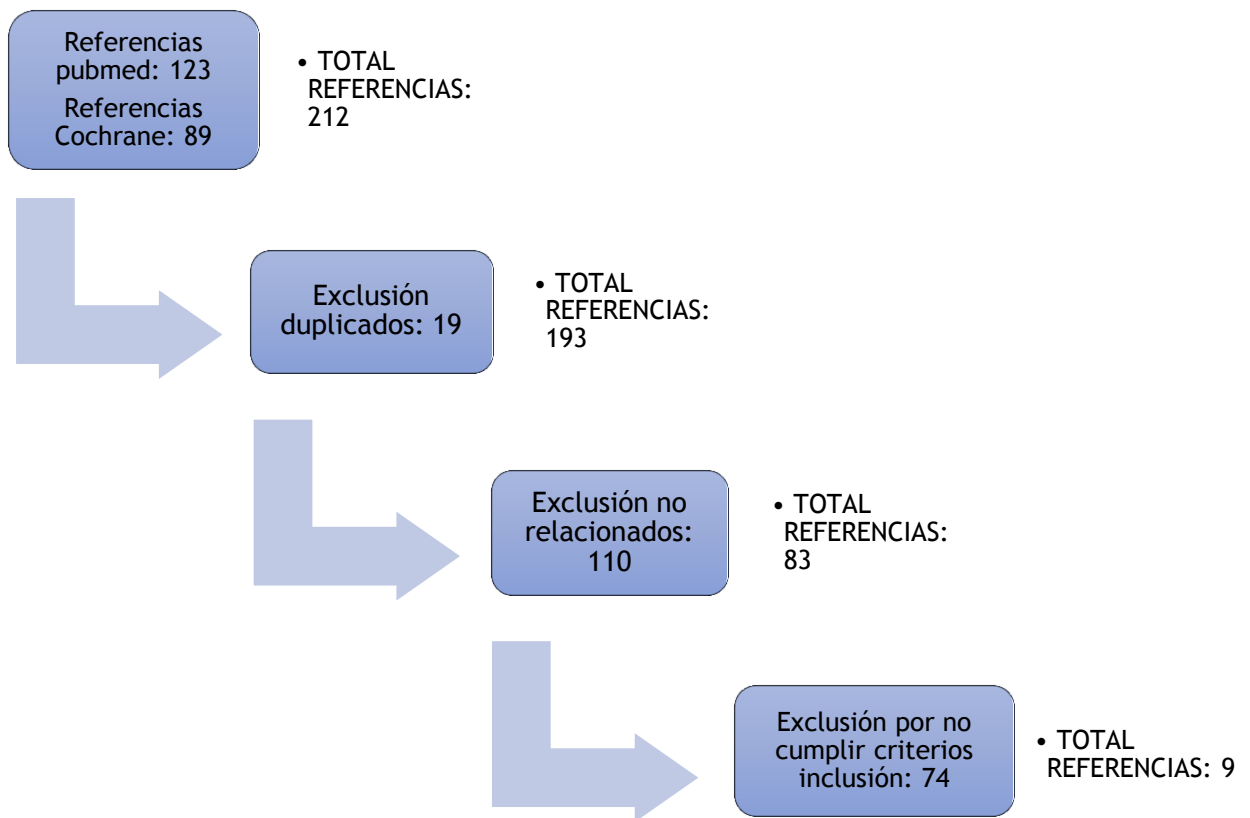 Referencias
pubmed: 123
Referencias
Cochrane: 89
• TOTAL
REFERENCIAS:
212
Exclusión
duplicados: 19
• TOTAL
REFERENCIAS:
193
Exclusión no
relacionados:
110
• TOTAL
REFERENCIAS:
83
Exclusión por no
cumplir criterios
inclusión: 74
• TOTAL
REFERENCIAS: 9